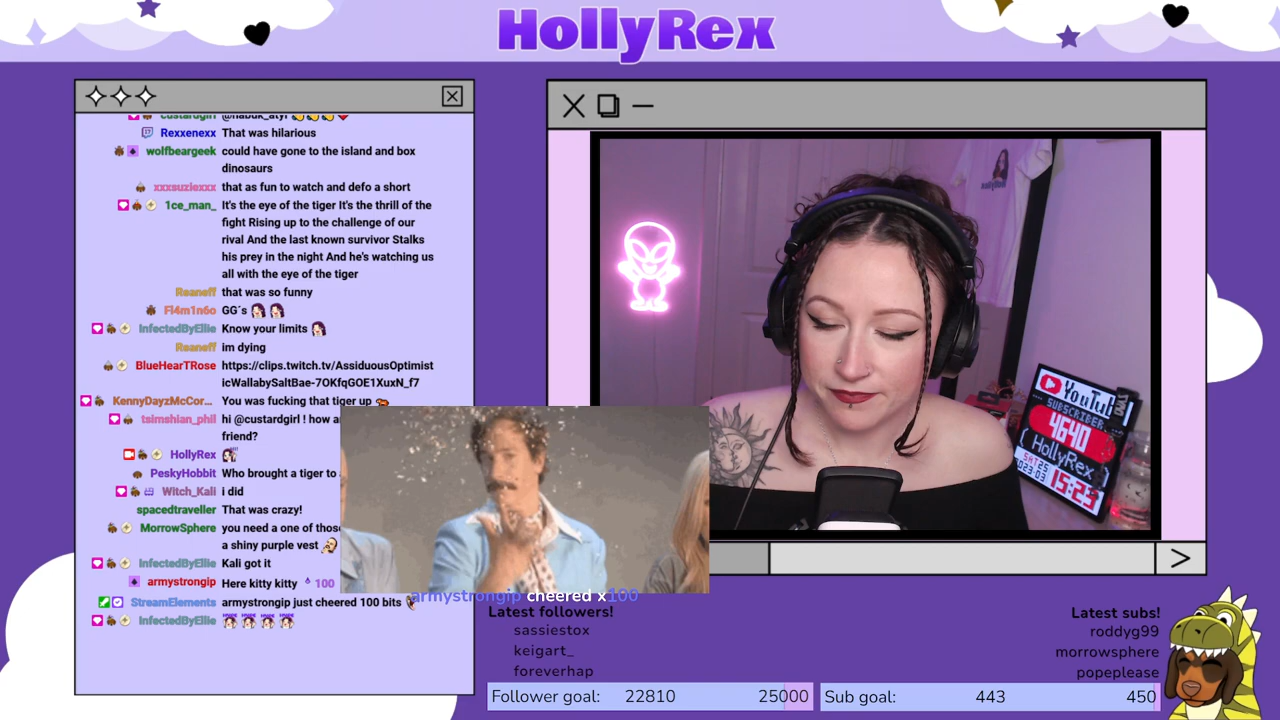 HollyRex
custardgirl @habuk_atyi
Rexxenexx That was hilarious
wolfbeargeek could have gone to the island and box
dinosaurs
xxxsuziexxx that as fun to watch and defo a short
1ce_man_ It's the eye of the tiger It's the thrill of the
fight Rising up to the challenge of our
rival And the last known survivor Stalks
his prey in the night And he's watching us
all with the eye of the tiger
Reaneff that was so funny
Fl4m1n6o GG´s
InfectedByEllie Know your limits
Reaneff im dying
BlueHearTRose https://clips.twitch.tv/AssiduousOptimist
icWallabySaltBae-7OKfqGOE1XuxN_f7
KennyDayzMcCor... You was fucking that tiger up
tsimshian_phil hi @custardgirl ! how a
friend?
HollyRex
PeskyHobbit Who brought a tiger to
Witch_Kali i did
spacedtraveller That was crazy!
MorrowSphere you need a one of those
a shiny purple vest
InfectedByEllie Kali got it
armystrongip Here kitty kitty 100
StreamElements armystrongip just cheered 100 bits
InfectedByEllie
HollyRex
YouTube
SUBSCRIBER
4640
HollyRex
SAT 25
15:23
armystrongip cheered x100
Latest followers!
sassiestox
keigart_
foreverhap
Latest subs!
roddyg99
morrowsphere
popeplease
Follower goal: 22810 25000
Sub goal: 443 450